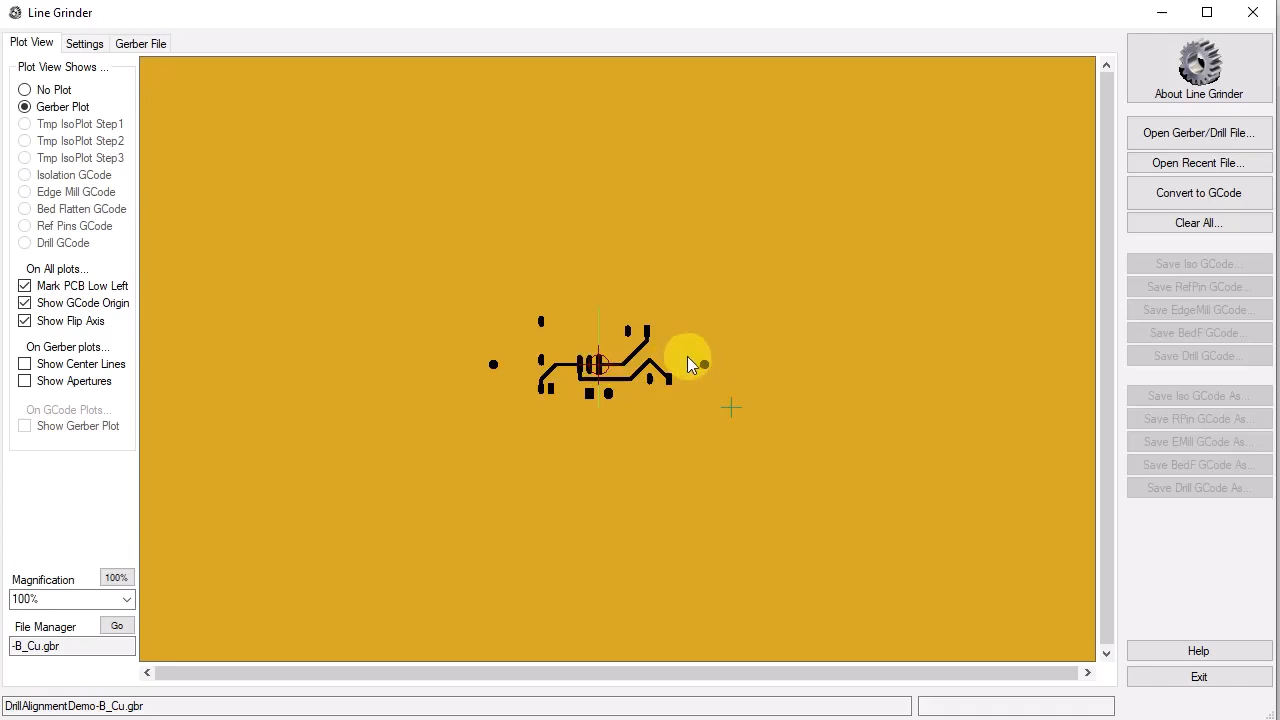 Line Grinder
Plot View
Settings
Gerber File
Plot View Shows ...
No Plot
Gerber Plot
Tmp IsoPlot Step1
Tmp IsoPlot Step2
Tmp IsoPlot Step3
Isolation GCode
Edge Mill GCode
Bed Flatten GCode
Ref Pins GCode
Drill GCode
On All plots...
Mark PCB Low Left
Show GCode Origin
Show Flip Axis
On Gerber plots...
Show Center Lines
Show Apertures
On GCode Plots...
Show Gerber Plot
Magnification
100%
100%
File Manager
Go
-B_Cu.gbr
About Line Grinder
Open Gerber/Drill File...
Open Recent File...
Convert to GCode
Clear All...
Save Iso GCode...
Save RefPin GCode...
Save EdgeMill GCode...
Save BedF GCode...
Save Drill GCode...
Save Iso GCode As...
Save RPin GCode As...
Save EMill GCode As...
Save BedF GCode As...
Save Drill GCode As...
Help
Exit
DrillAlignmentDemo-B_Cu.gbr